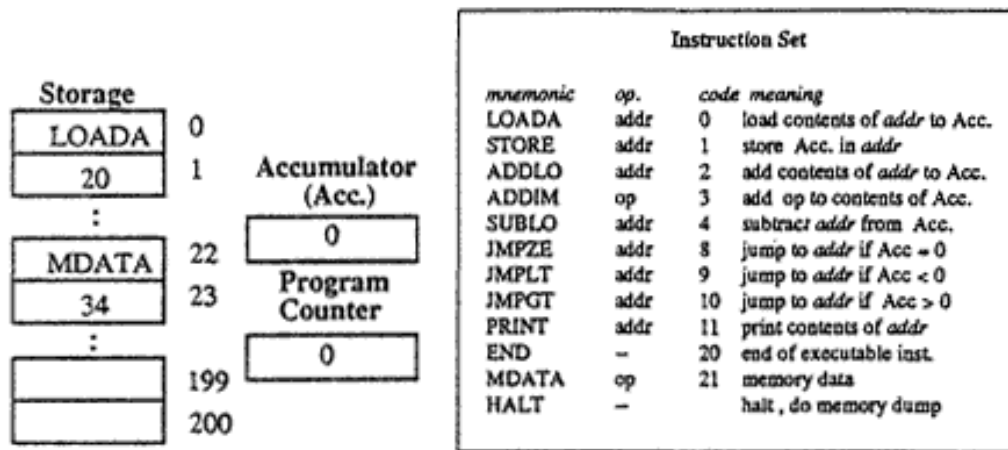 Storage
LOADA 0
20 1
:
MDATA 22
34 23
:
199
200
Accumulator
(Acc.)
0
Program
Counter
0
Instruction Set
mnemonic op. code meaning
LOADA addr 0 load contents of addr to Acc.
STORE addr 1 store Acc. in addr
ADDLO addr 2 add contents of addr to Acc.
ADDIM op 3 add op to contents of Acc.
SUBLO addr 4 subtract addr from Acc.
JMPZE addr 8 jump to addr if Acc = 0
JMPLT addr 9 jump to addr if Acc < 0
JMPGT addr 10 jump to addr if Acc > 0
PRINT addr 11 print contents of addr
END – 20 end of executable inst.
MDATA op 21 memory data
HALT – halt , do memory dump